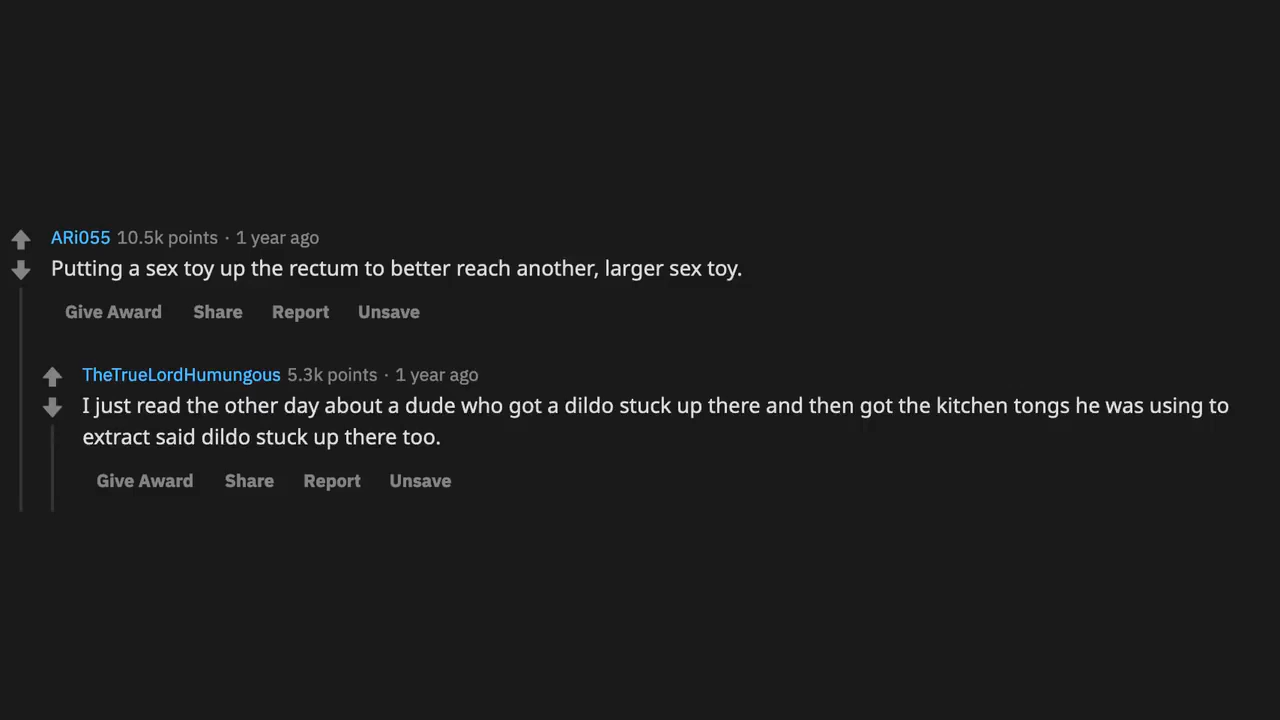 ARi055 10.5k points · 1 year ago
Putting a sex toy up the rectum to better reach another, larger sex toy.
Give Award Share Report Unsave
TheTrueLordHumungous 5.3k points · 1 year ago
I just read the other day about a dude who got a dildo stuck up there and then got the kitchen tongs he was using to
extract said dildo stuck up there too.
Give Award Share Report Unsave